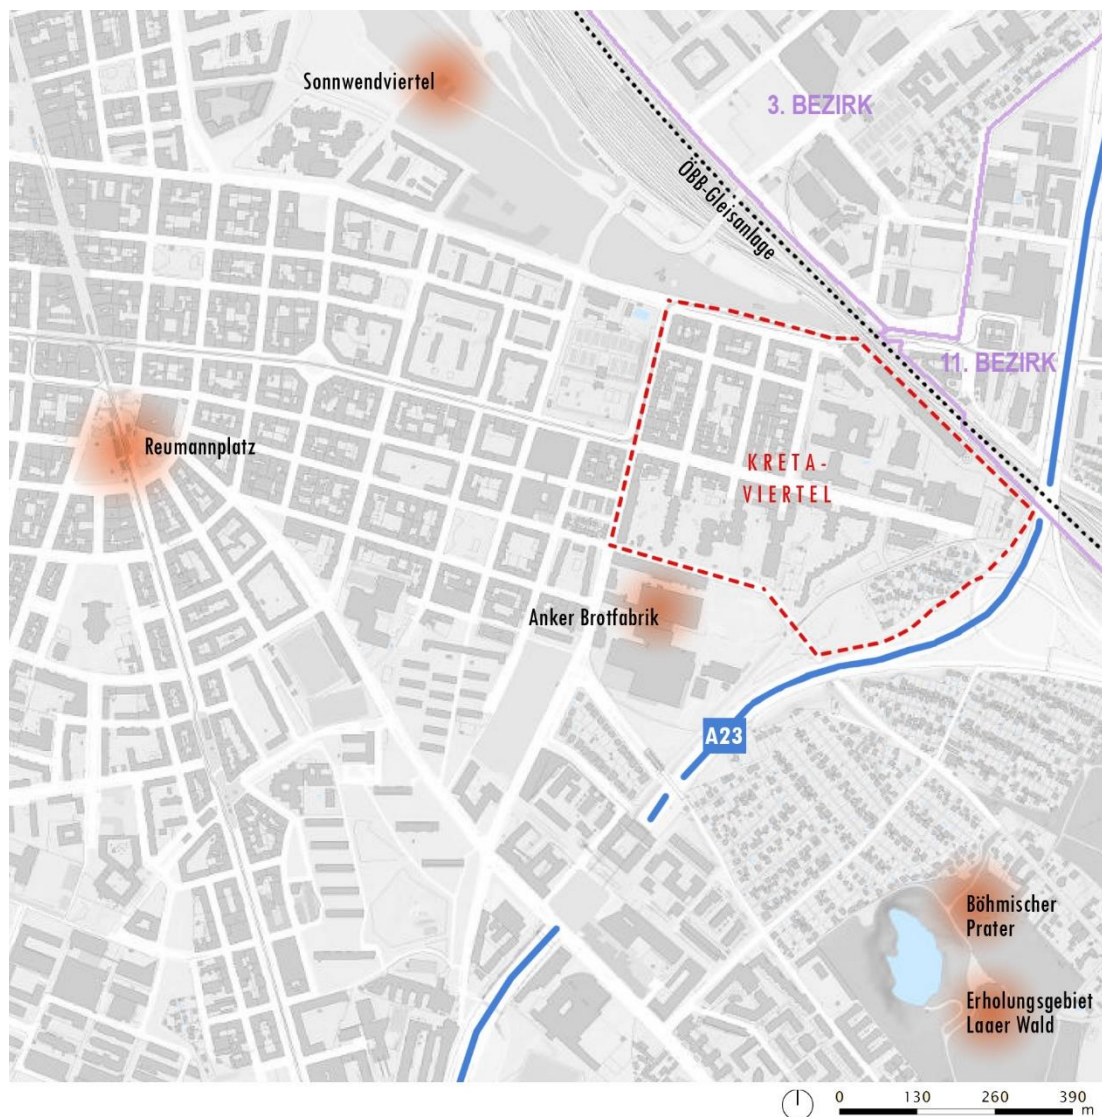 Sonnwendviertel
3. BEZIRK
ÖBB-Gleisanlage
11. BEZIRK
Reumannplatz
KRETA-
VIERTEL
Anker Brotfabrik
A23
Böhmischer
Prater
Erholungsgebiet
Laaer Wald
0 130 260 390
m